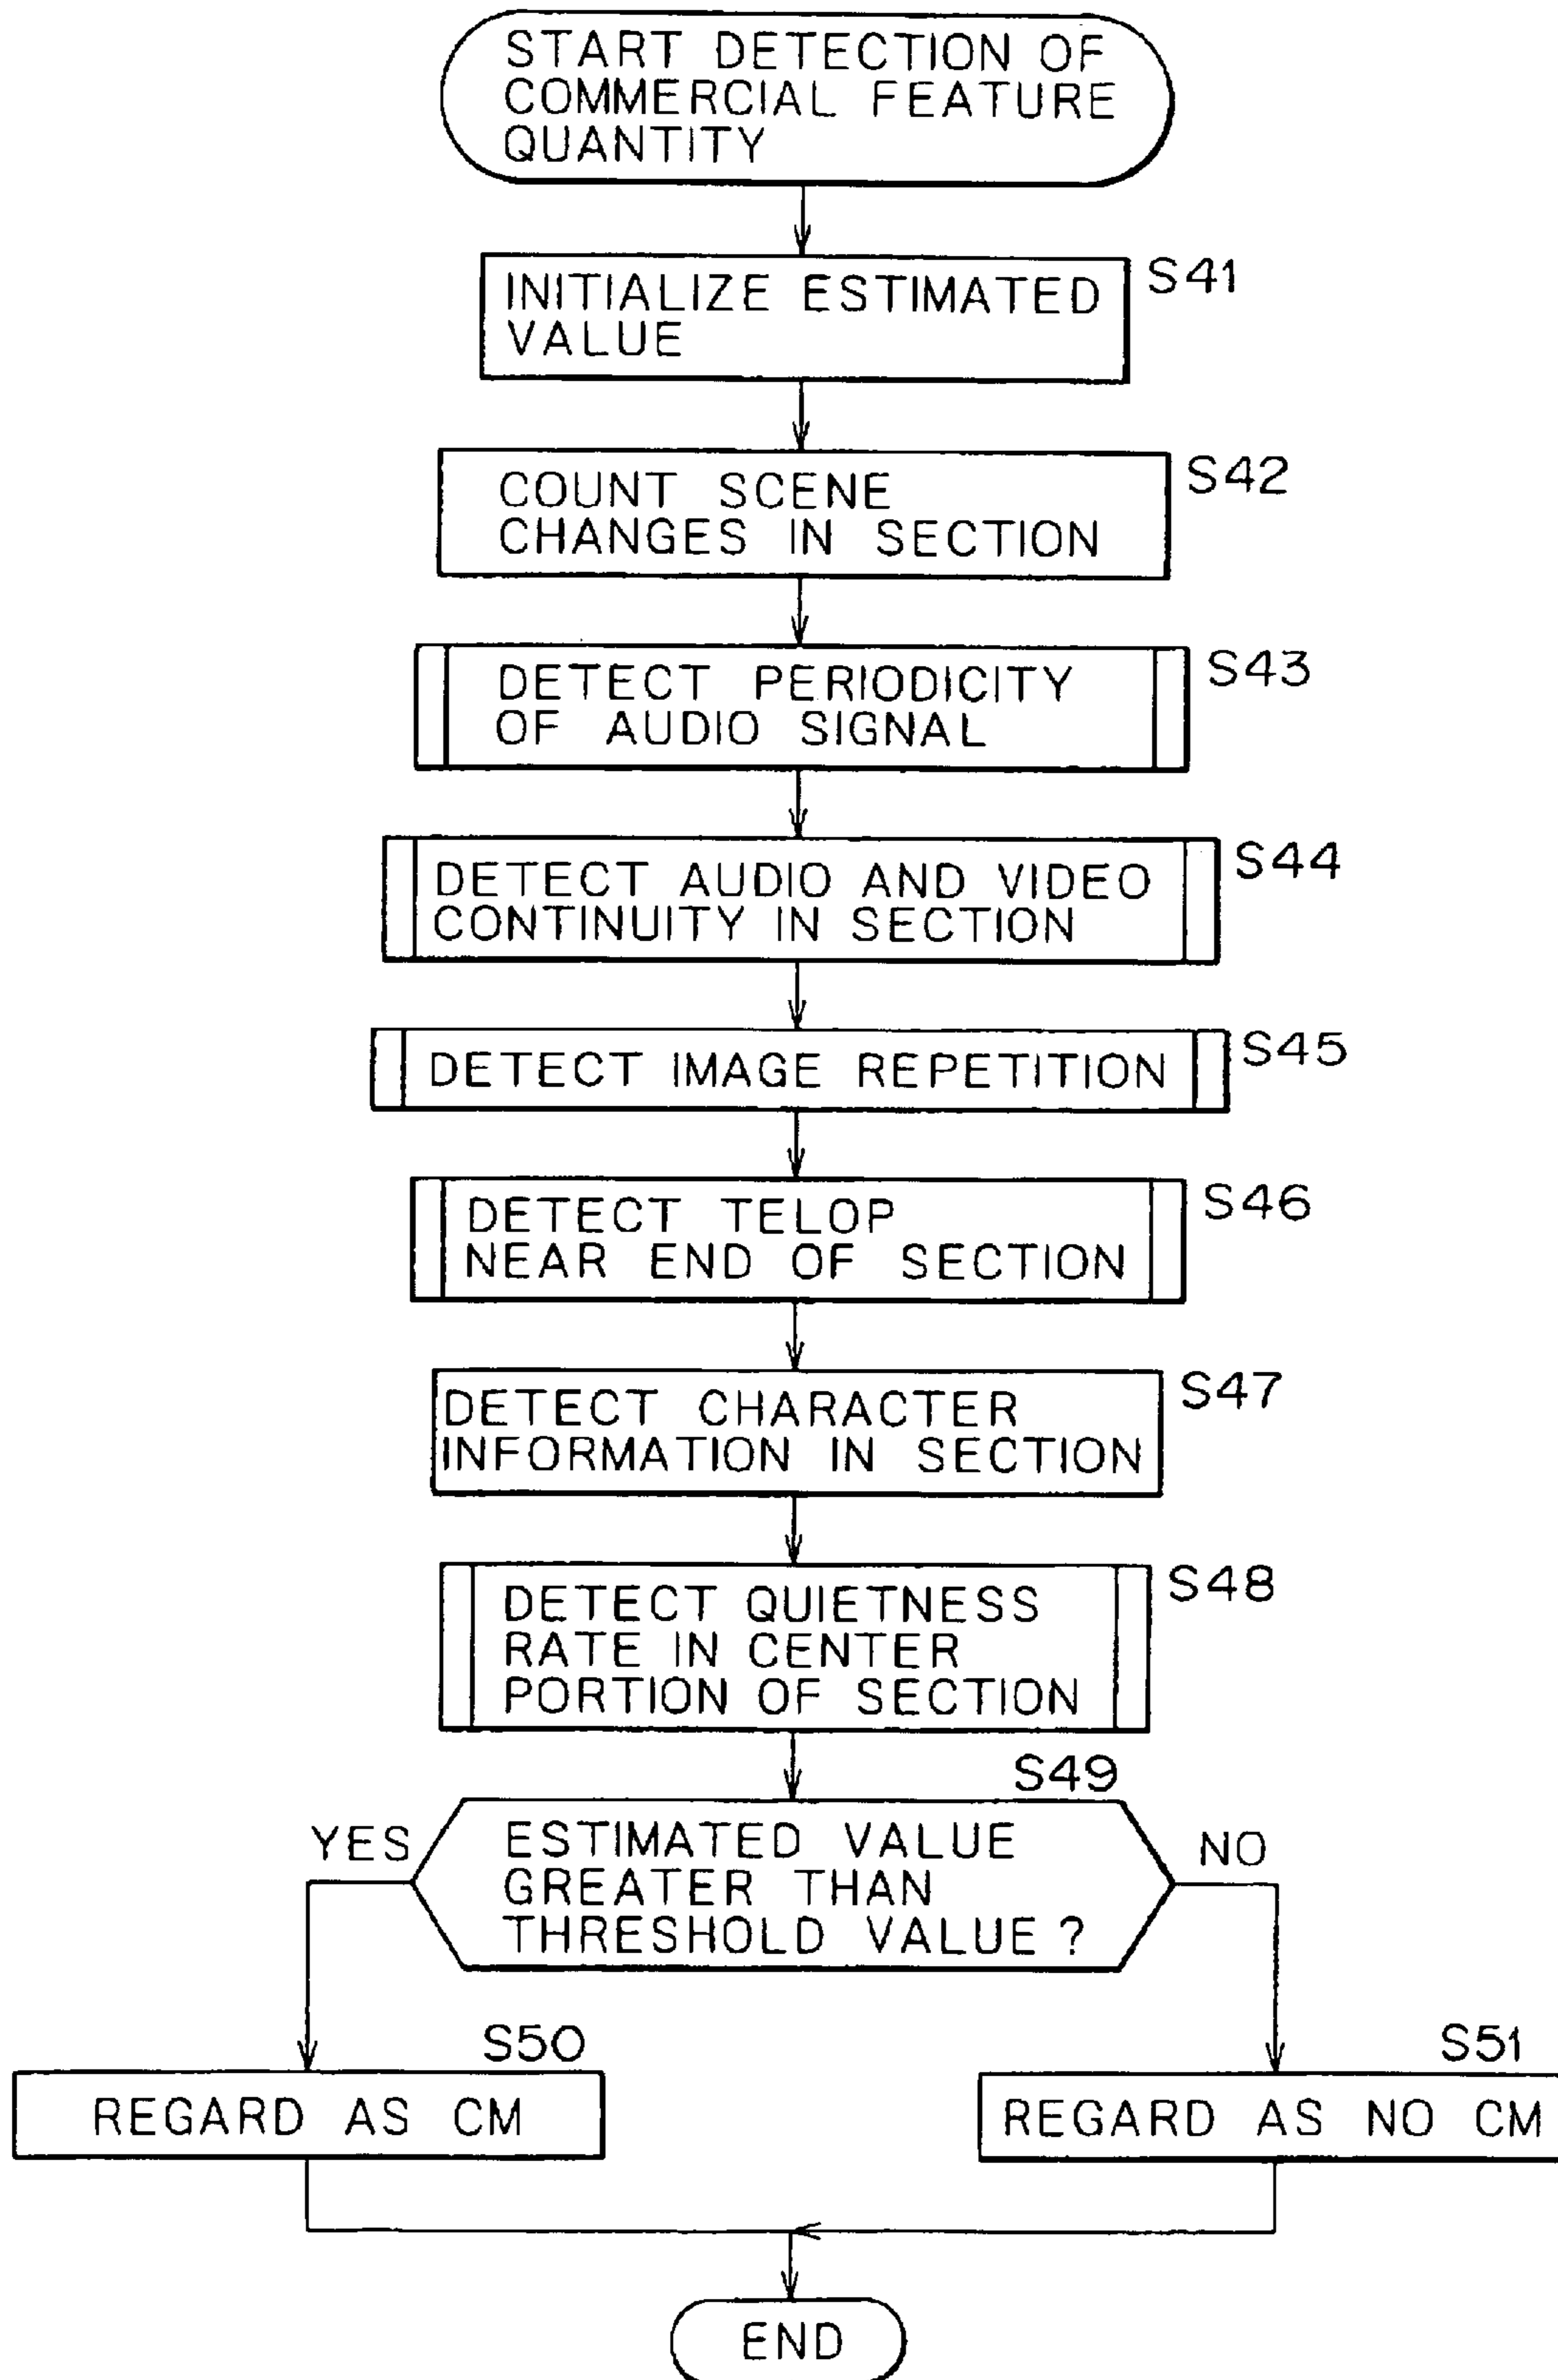 START DETECTION OF
COMMERCIAL FEATURE
QUANTITY
INITIALIZE ESTIMATED
VALUE
S41
COUNT SCENE
CHANGES IN SECTION
S42
DETECT PERIODICITY
OF AUDIO SIGNAL
S43
DETECT AUDIO AND VIDEO
CONTINUITY IN SECTION
S44
DETECT IMAGE REPETITION
S45
DETECT TELOP
NEAR END OF SECTION
S46
DETECT CHARACTER
INFORMATION IN SECTION
S47
DETECT QUIETNESS
RATE IN CENTER
PORTION OF SECTION
S48
S49
ESTIMATED VALUE
GREATER THAN
THRESHOLD VALUE?
YES
NO
S50
REGARD AS CM
S51
REGARD AS NO CM
END